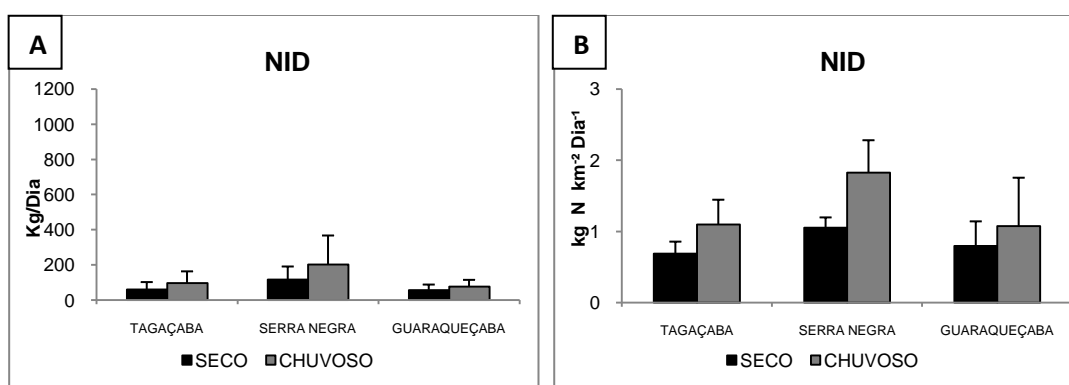 A
NID
Kg/Dia
1200
1000
800
600
400
200
0
TAGAÇABA SERRA NEGRA GUARAQUEÇABA
SECO CHUVOSO
B
NID
kg N km⁻² Dia⁻¹
3
2
1
0
TAGAÇABA SERRA NEGRA GUARAQUEÇABA
SECO CHUVOSO